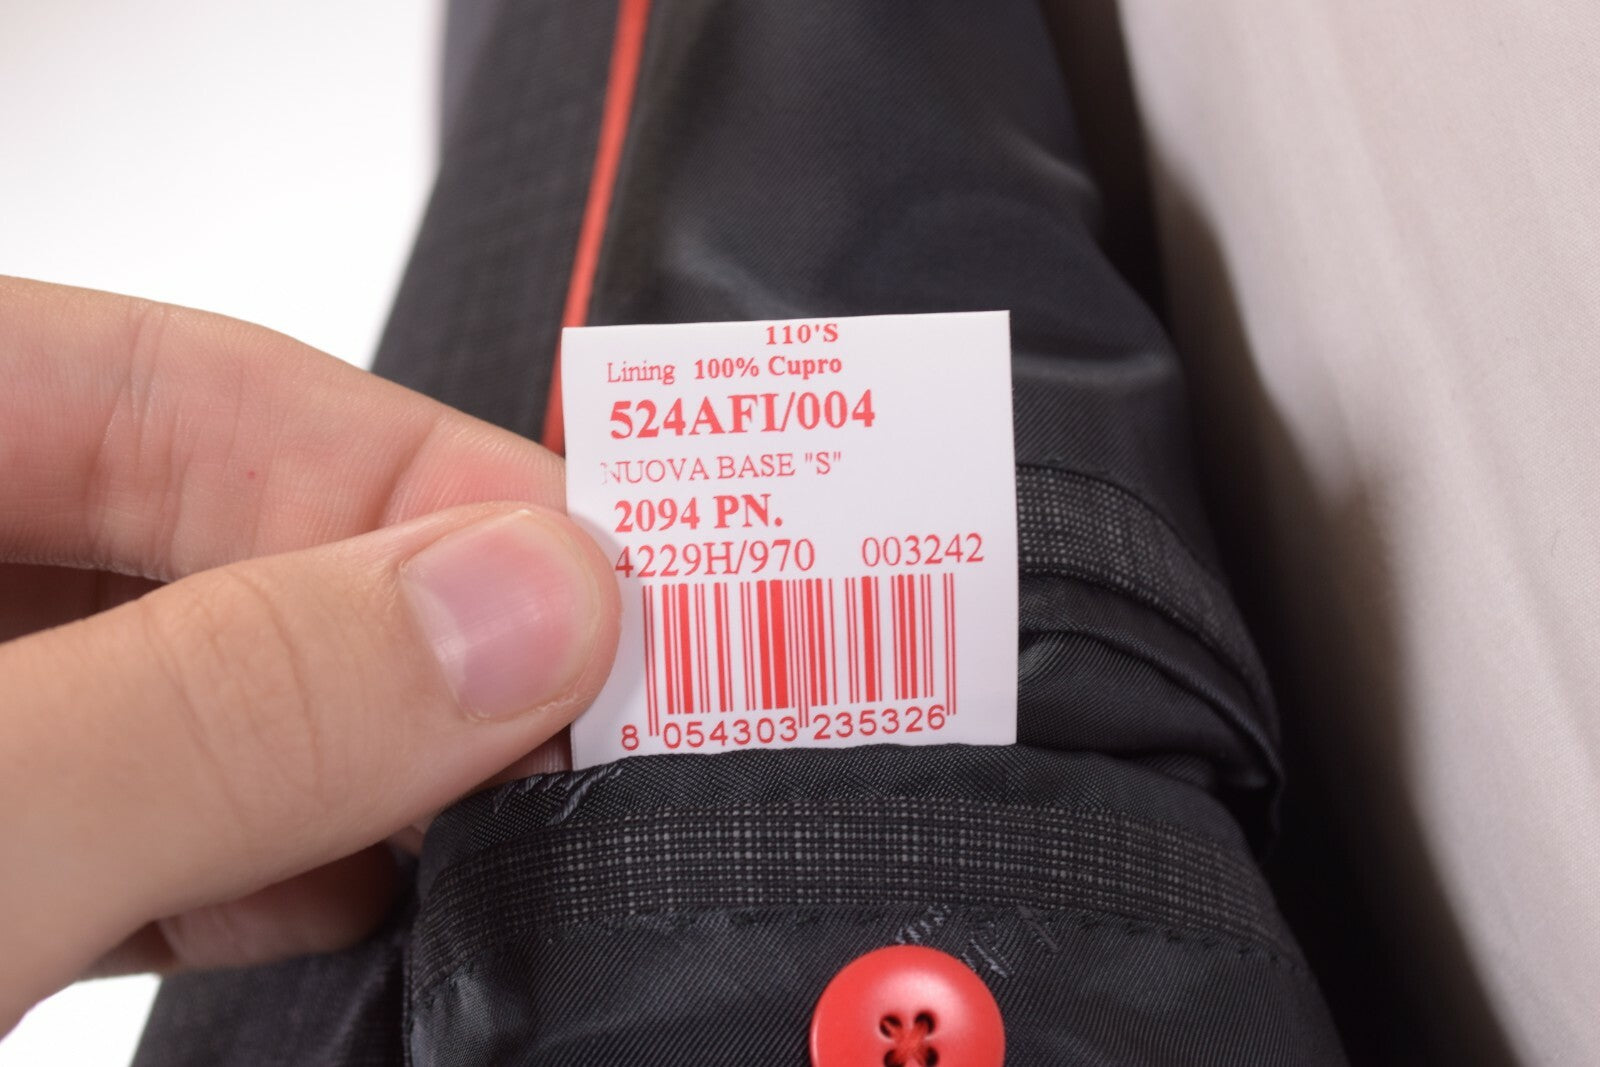 110'S
Lining 100% Cupro
524AFI/004
NUOVA BASE "S"
2094 PN.
4229H/970 003242
8 054303 235326